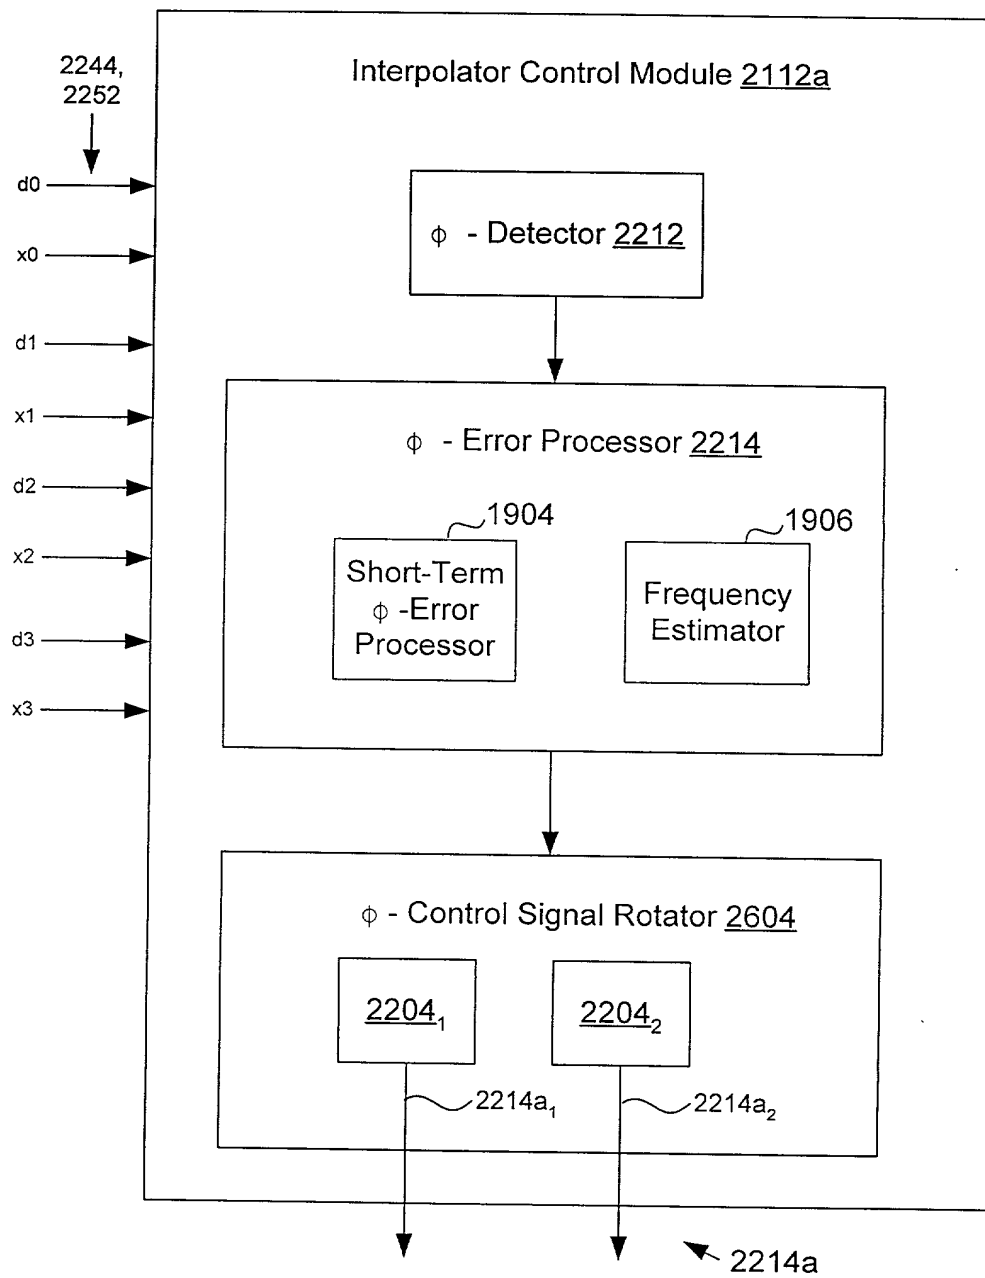 2244,
2252
Interpolator Control Module 2112a
d0
x0
d1
x1
d2
x2
d3
x3
ϕ - Detector 2212
ϕ - Error Processor 2214
1904
Short-Term
ϕ -Error
Processor
1906
Frequency
Estimator
ϕ - Control Signal Rotator 2604
2204₁
2204₂
2214a₁
2214a₂
2214a